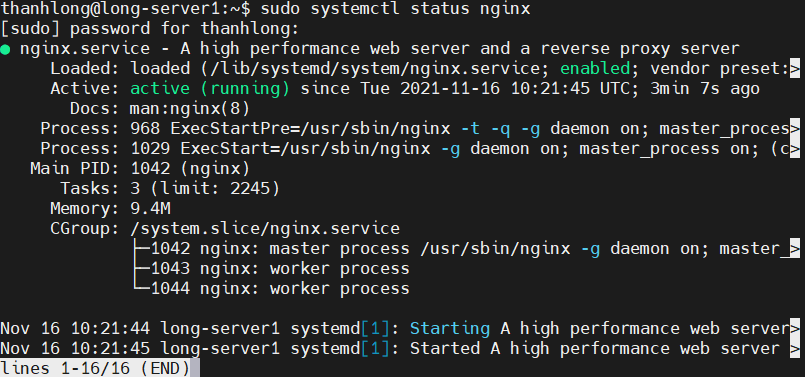 thanhlong@long-server1:~$ sudo systemctl status nginx
[sudo] password for thanhlong:
● nginx.service - A high performance web server and a reverse proxy server
     Loaded: loaded (/lib/systemd/system/nginx.service; enabled; vendor preset:>
     Active: active (running) since Tue 2021-11-16 10:21:45 UTC; 3min 7s ago
       Docs: man:nginx(8)
    Process: 968 ExecStartPre=/usr/sbin/nginx -t -q -g daemon on; master_proces>
    Process: 1029 ExecStart=/usr/sbin/nginx -g daemon on; master_process on; (c>
   Main PID: 1042 (nginx)
      Tasks: 3 (limit: 2245)
     Memory: 9.4M
     CGroup: /system.slice/nginx.service
             ├─1042 nginx: master process /usr/sbin/nginx -g daemon on; master_>
             ├─1043 nginx: worker process
             └─1044 nginx: worker process

Nov 16 10:21:44 long-server1 systemd[1]: Starting A high performance web server>
Nov 16 10:21:45 long-server1 systemd[1]: Started A high performance web server >
lines 1-16/16 (END)